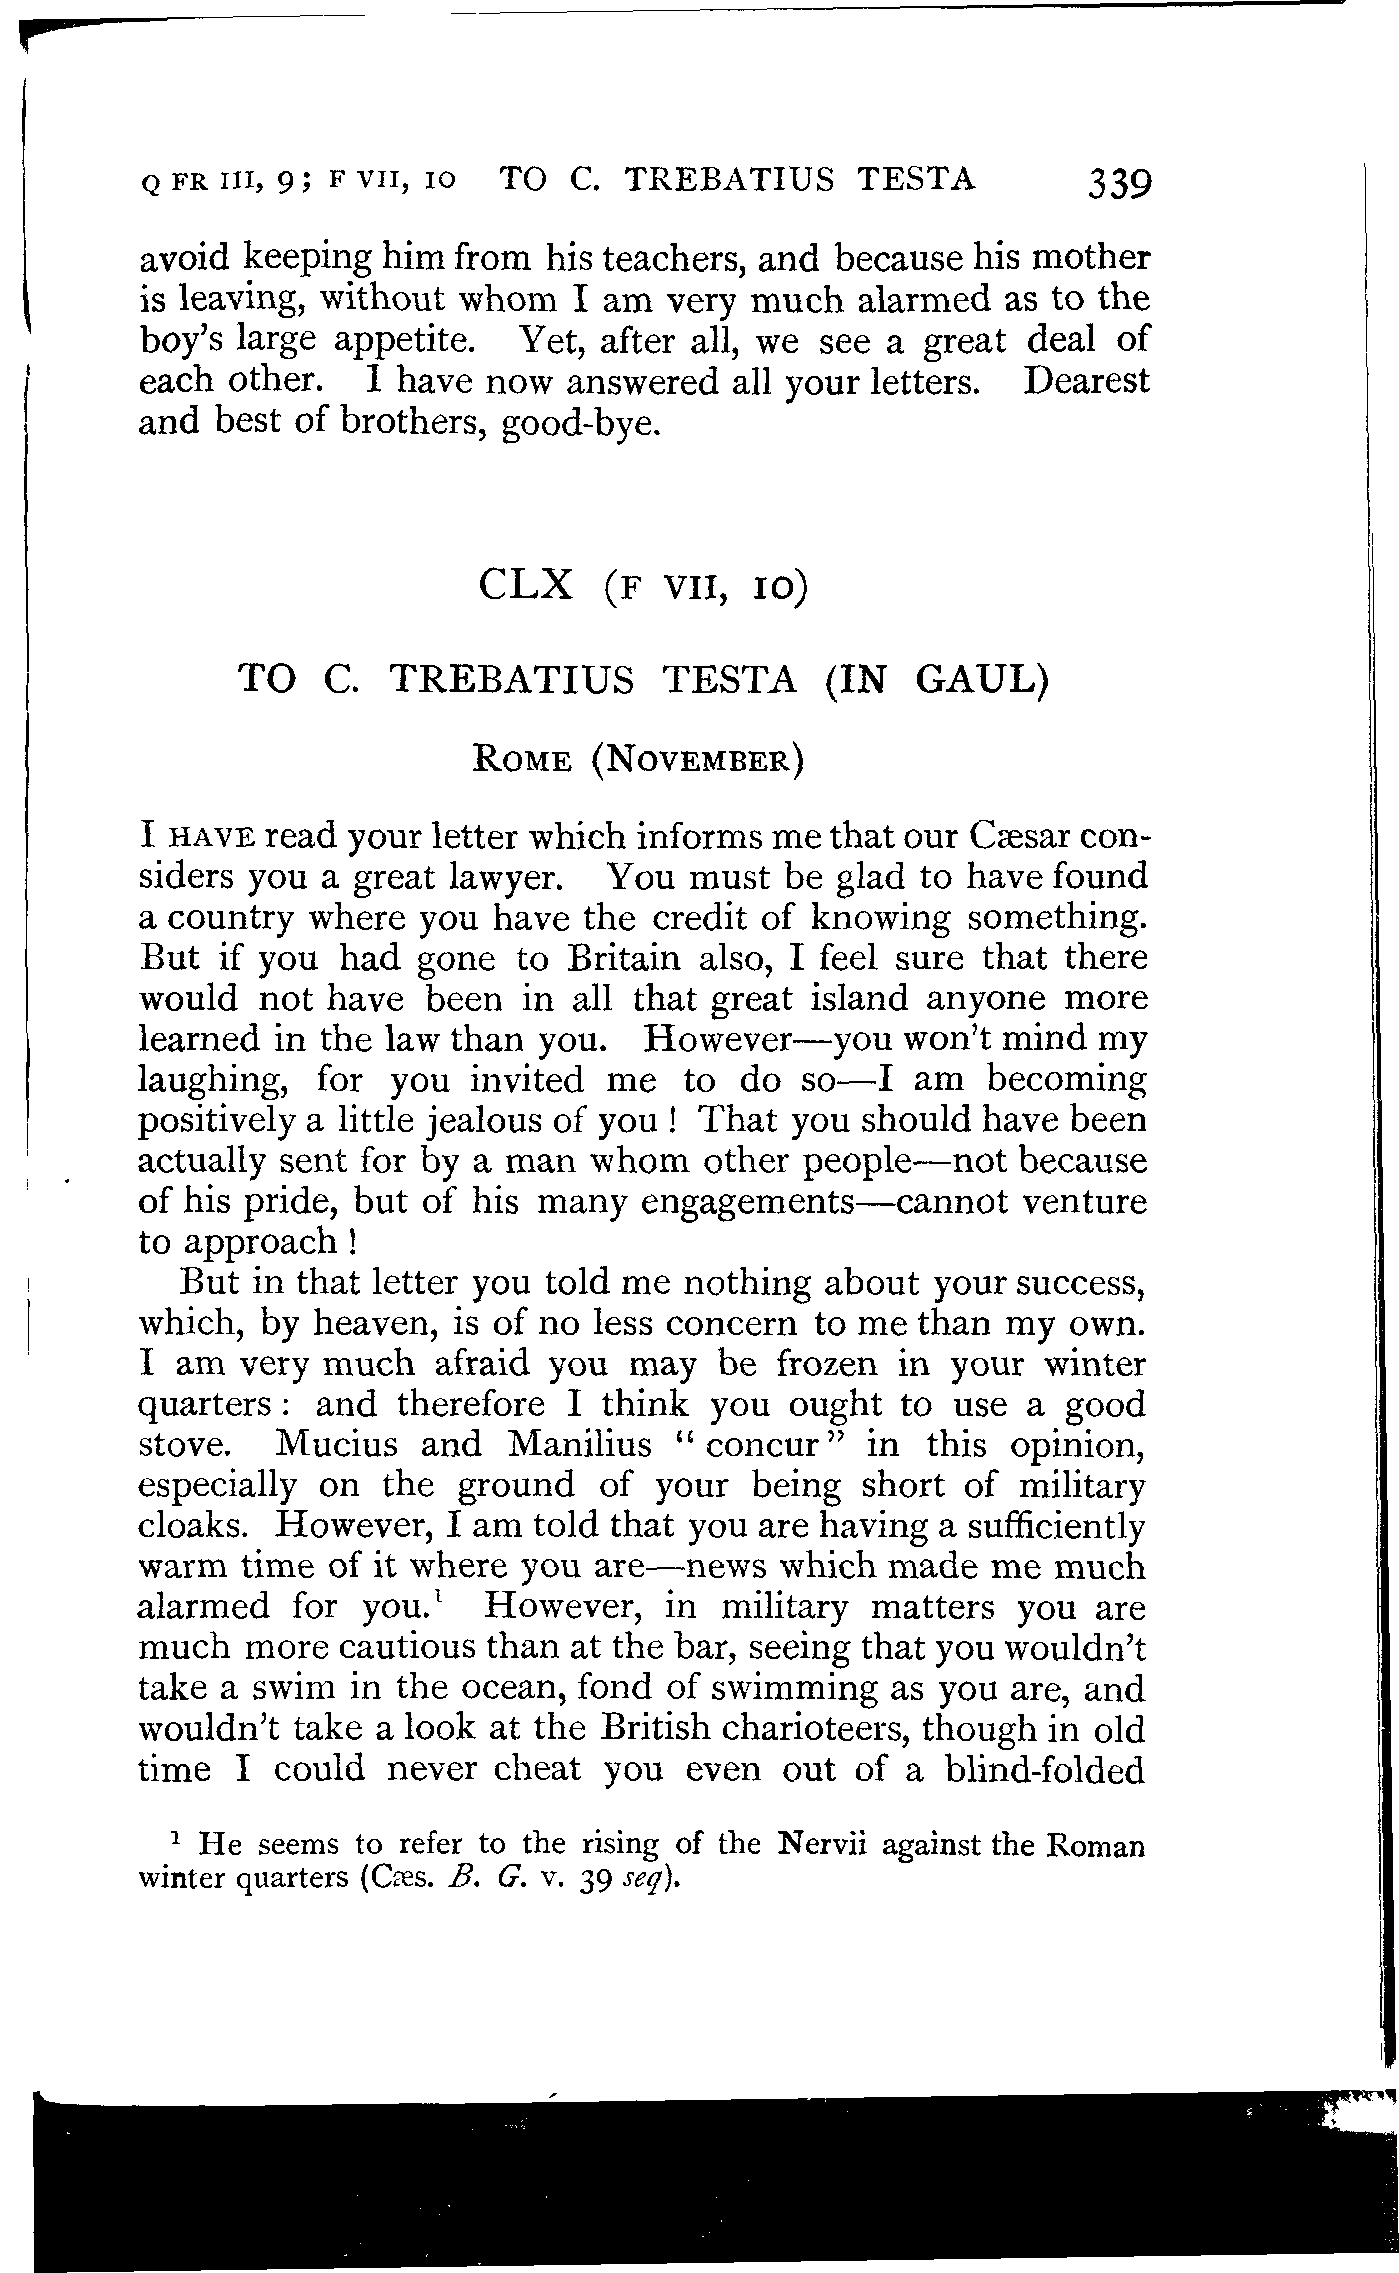 Q FR III, 9; F VII, 10 TO C. TREBATIUS TESTA 339
avoid keeping him from his teachers, and because his mother
is leaving, without whom I am very much alarmed as to the
boy's large appetite. Yet, after all, we see a great deal of
each other. I have now answered all your letters. Dearest
and best of brothers, good-bye.
CLX (F VII, 10)
TO C. TREBATIUS TESTA (IN GAUL)
ROME (NOVEMBER)
I HAVE read your letter which informs me that our Cæsar con-
siders you a great lawyer. You must be glad to have found
a country where you have the credit of knowing something.
But if you had gone to Britain also, I feel sure that there
would not have been in all that great island anyone more
learned in the law than you. However—you won't mind my
laughing, for you invited me to do so—I am becoming
positively a little jealous of you! That you should have been
actually sent for by a man whom other people—not because
of his pride, but of his many engagements—cannot venture
to approach!
But in that letter you told me nothing about your success,
which, by heaven, is of no less concern to me than my own.
I am very much afraid you may be frozen in your winter
quarters: and therefore I think you ought to use a good
stove. Mucius and Manilius "concur" in this opinion,
especially on the ground of your being short of military
cloaks. However, I am told that you are having a sufficiently
warm time of it where you are—news which made me much
alarmed for you.¹ However, in military matters you are
much more cautious than at the bar, seeing that you wouldn't
take a swim in the ocean, fond of swimming as you are, and
wouldn't take a look at the British charioteers, though in old
time I could never cheat you even out of a blind-folded
¹ He seems to refer to the rising of the Nervii against the Roman
winter quarters (Cæs. B. G. v. 39 seq).